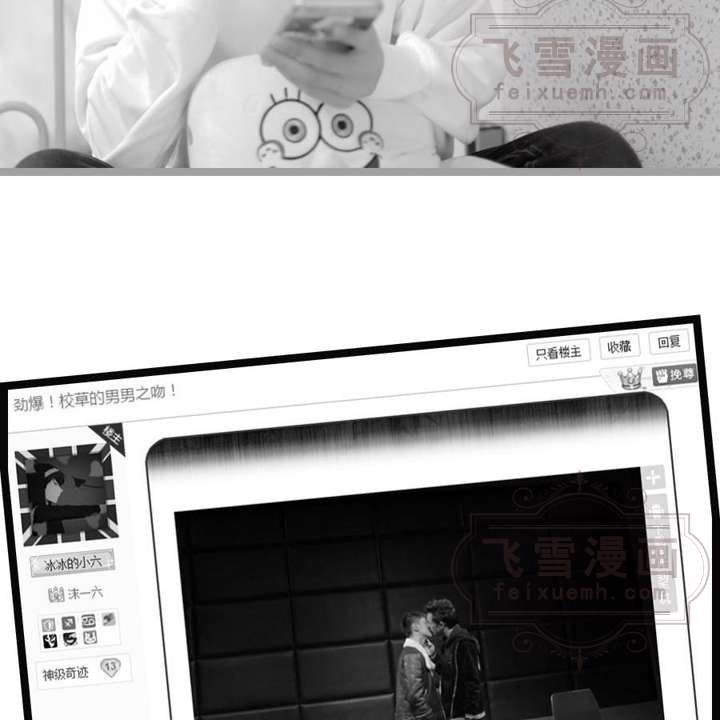 飞雪漫画
feixuemh.com
只看楼主 收藏 回复
劲爆！校草的男男之吻！
挽尊
楼主
冰冰的小六
沫一六
神级奇迹 13
飞雪漫画
feixuemh.com